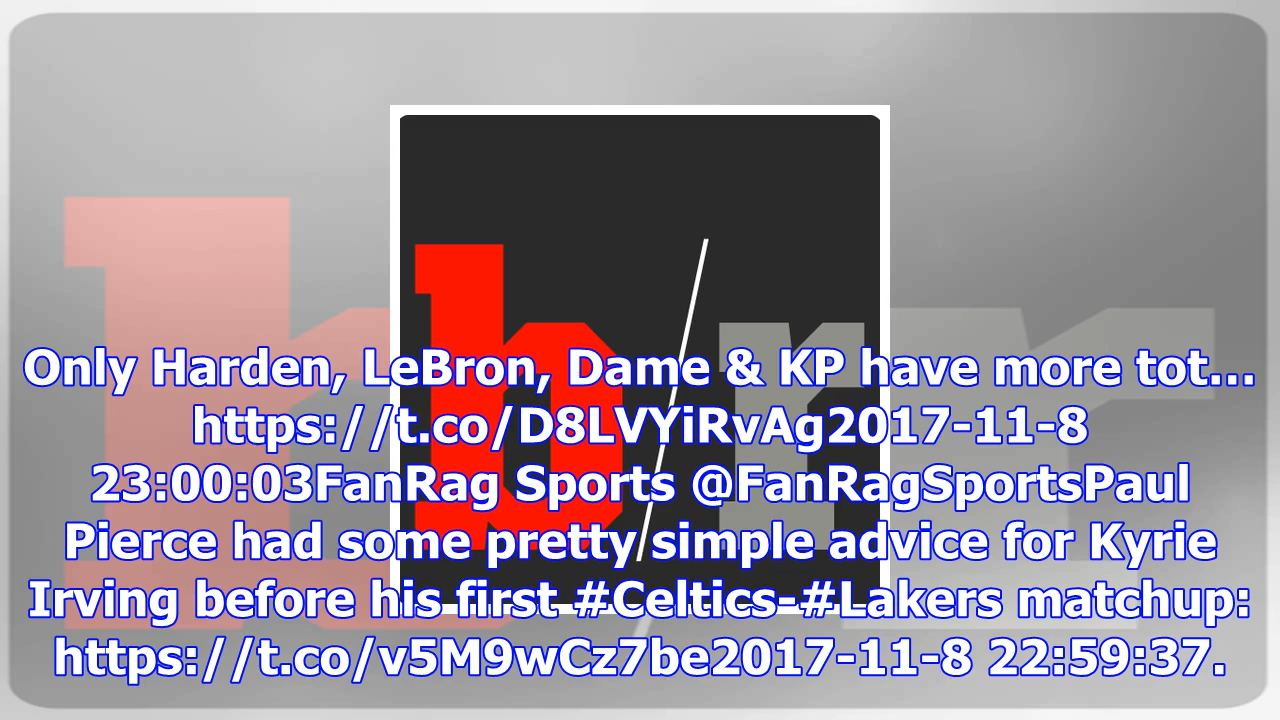 b/r
Only Harden, LeBron, Dame & KP have more tot...
https://t.co/D8LVYiRvAg2017-11-8
23:00:03FanRag Sports @FanRagSportsPaul
Pierce had some pretty simple advice for Kyrie
Irving before his first #Celtics-#Lakers matchup:
https://t.co/v5M9wCz7be2017-11-8 22:59:37.